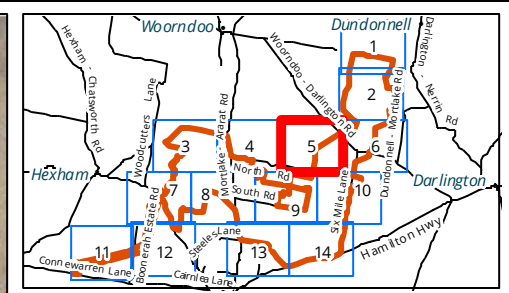 Woorndoo
Dundonnell
Hexham - Chatsworth Rd
Woorndoo - Darlington Rd
Darlington - Nerrin Rd
1
2
Woodcutters Lane
Mortlake - Ararat Rd
Dundonnell - Mortlake Rd
3
4
5
6
Hexham
North Rd
Darlington
7
8
South Rd
9
10
Six Mile Lane
Boonerah Estate Rd
Steeles Lane
Hamilton Hwy
11
12
13
14
Connewarren Lane
Cairnlea Lane